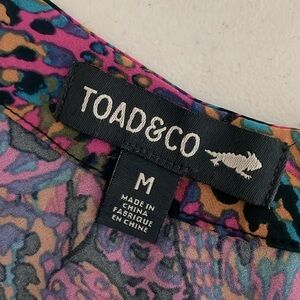 TOAD&CO
M
MADE IN
CHINA
FABRIQUÉ
EN CHINE